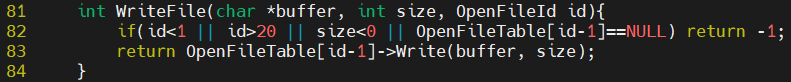 81 int WriteFile(char *buffer, int size, OpenFileId id){
82 if(id<1 || id>20 || size<0 || OpenFileTable[id-1]==NULL) return -1;
83 return OpenFileTable[id-1]->Write(buffer, size);
84 }